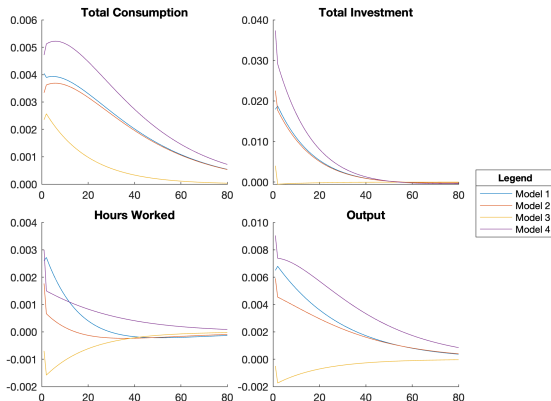 Total Consumption
0.006
0.005
0.004
0.003
0.002
0.001
0.000
0 20 40 60 80
Total Investment
0.040
0.030
0.020
0.010
0.000
0 20 40 60 80
Hours Worked
0.004
0.003
0.002
0.001
0.000
-0.001
-0.002
0 20 40 60 80
Output
0.010
0.008
0.006
0.004
0.002
0.000
-0.002
0 20 40 60 80
Legend
Model 1
Model 2
Model 3
Model 4